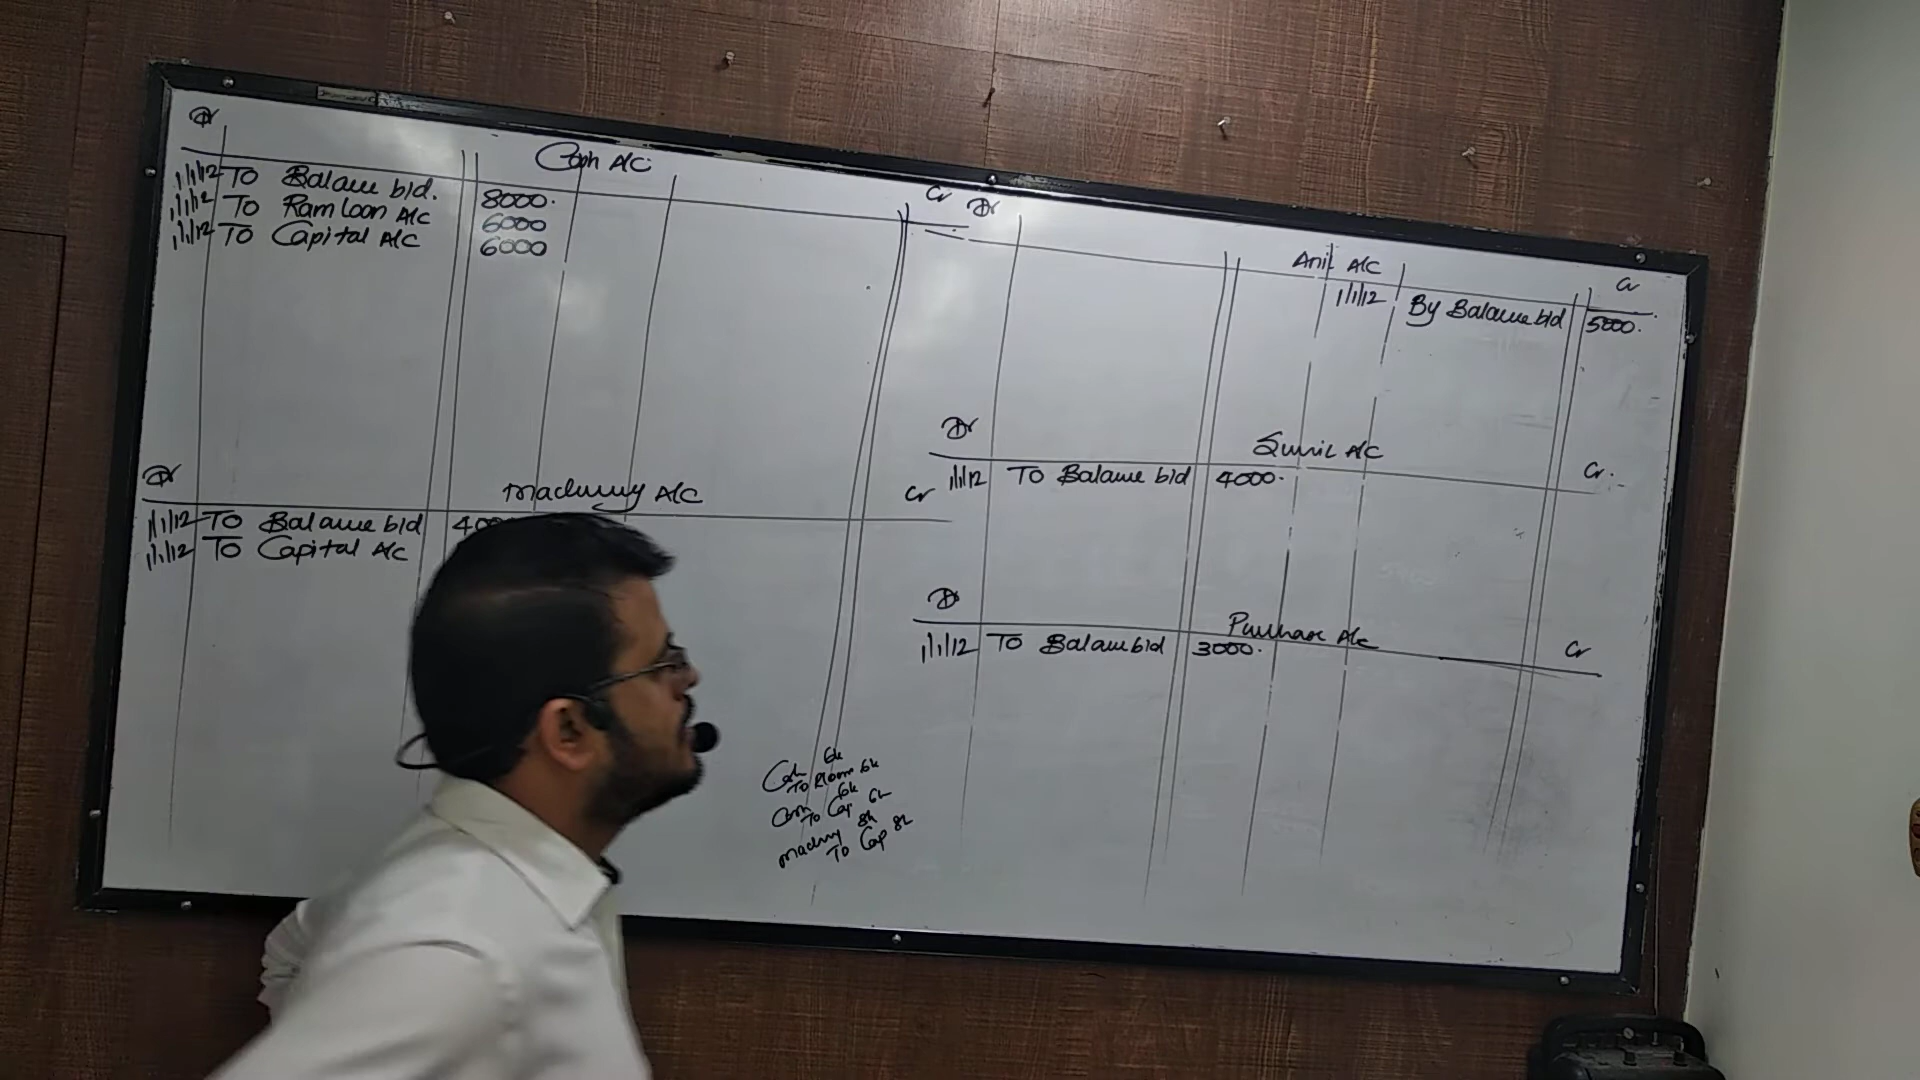 Dr
Cash A/C
Cr
1/1/12 To Balance b/d. 8000.
1/1/12 To Ram Loan A/C 6000
1/1/12 To Capital A/C 6000
Dr
Machinery A/C
Cr
1/1/12 To Balance b/d
1/1/12 To Capital A/C
Cash 6k
To RLoan 6k
Cash 6k
To Cap 6k
Machinery 8k
To Cap 8k
Dr
Anil A/C
Cr
1/1/12 By Balance b/d 5000.
Dr
Sunil A/C
Cr.
1/1/12 To Balance b/d 4000.
Dr
Purchase A/C
Cr
1/1/12 To Balance b/d 3000.